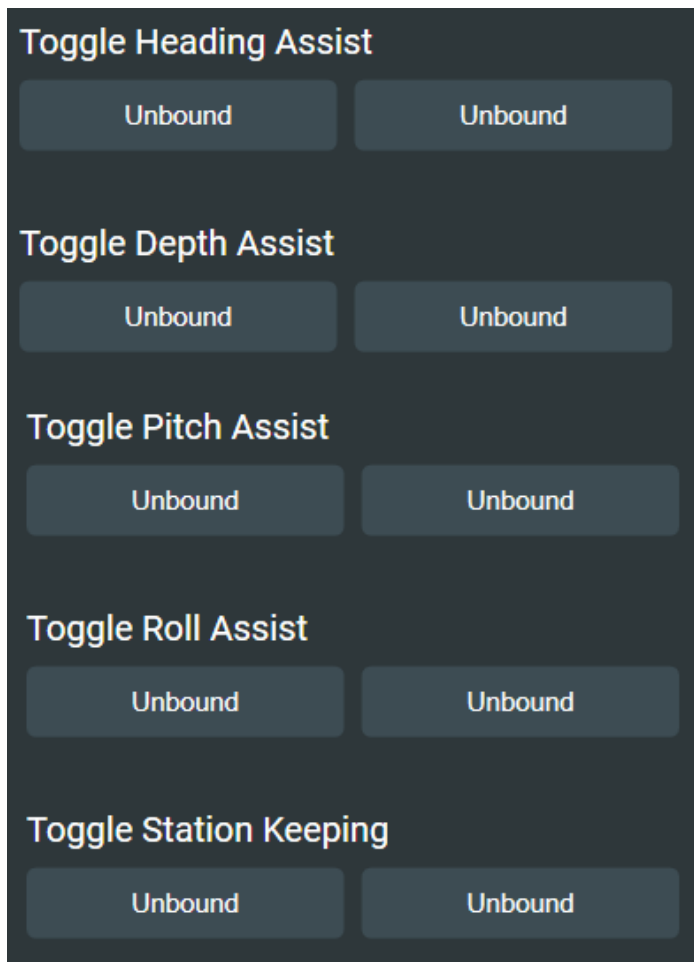 Toggle Heading Assist
Unbound Unbound
Toggle Depth Assist
Unbound Unbound
Toggle Pitch Assist
Unbound Unbound
Toggle Roll Assist
Unbound Unbound
Toggle Station Keeping
Unbound Unbound